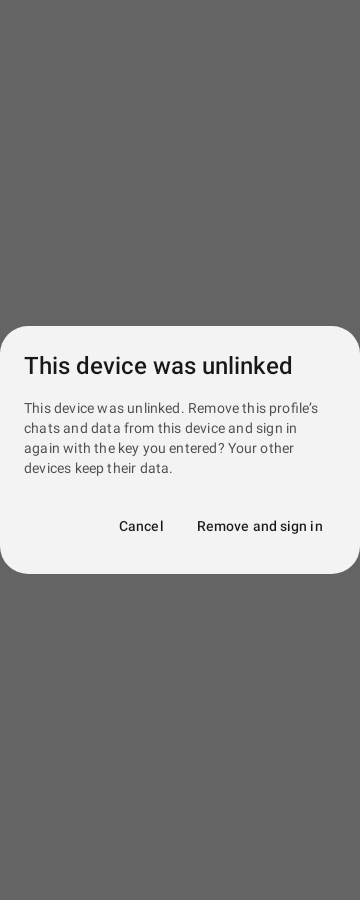 This device was unlinked
This device was unlinked. Remove this profile’s
chats and data from this device and sign in
again with the key you entered? Your other
devices keep their data.
Cancel
Remove and sign in